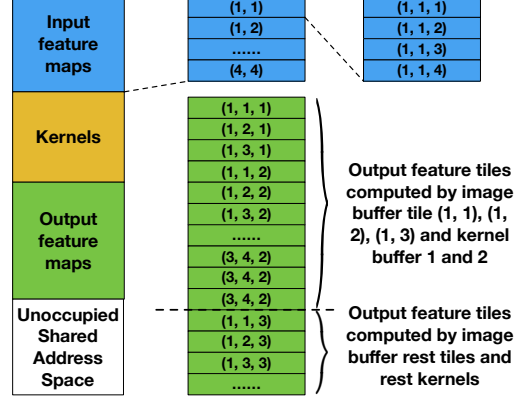 Input
feature
maps
Kernels
Output
feature
maps
Unoccupied
Shared
Address
Space
(1, 1)
(1, 2)
......
(4, 4)
(1, 1, 1)
(1, 1, 2)
(1, 1, 3)
(1, 1, 4)
(1, 1, 1)
(1, 2, 1)
(1, 3, 1)
(1, 1, 2)
(1, 2, 2)
(1, 3, 2)
......
(3, 4, 2)
(3, 4, 2)
(3, 4, 2)
(1, 1, 3)
(1, 2, 3)
(1, 3, 3)
......
Output feature tiles
computed by image
buffer tile (1, 1), (1,
2), (1, 3) and kernel
buffer 1 and 2
Output feature tiles
computed by image
buffer rest tiles and
rest kernels